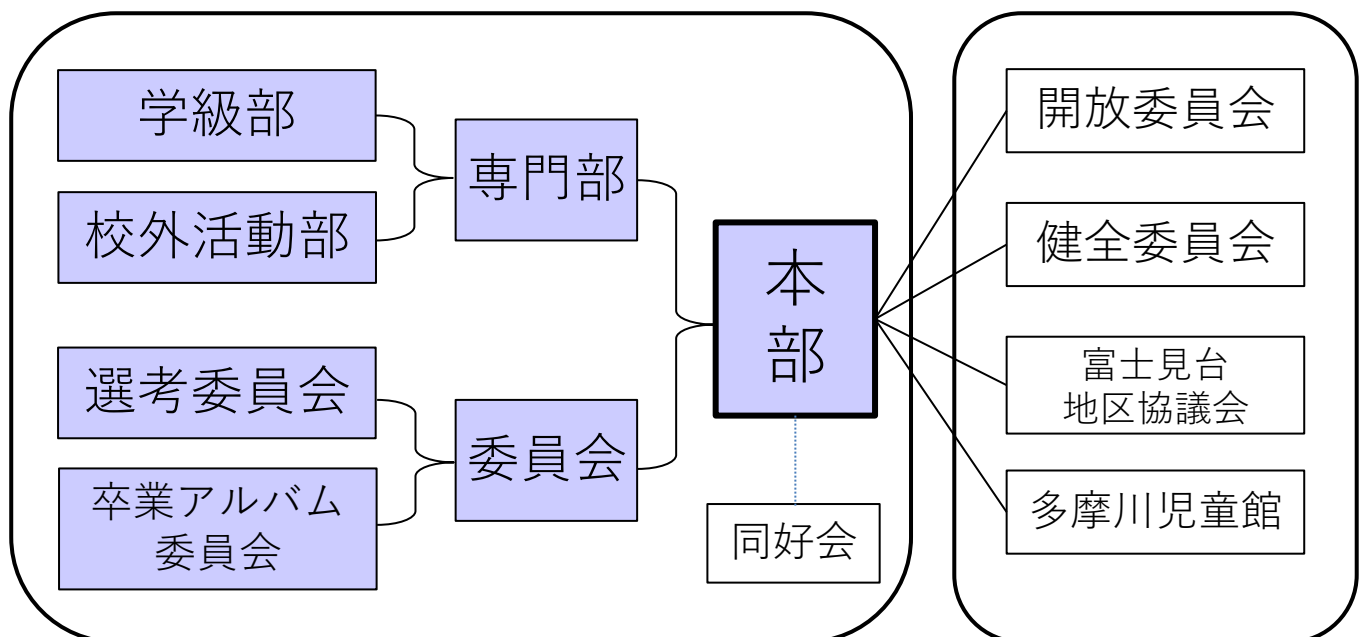 学級部
校外活動部
専門部
選考委員会
卒業アルバム
委員会
委員会
本
部
同好会
開放委員会
健全委員会
富士見台
地区協議会
多摩川児童館